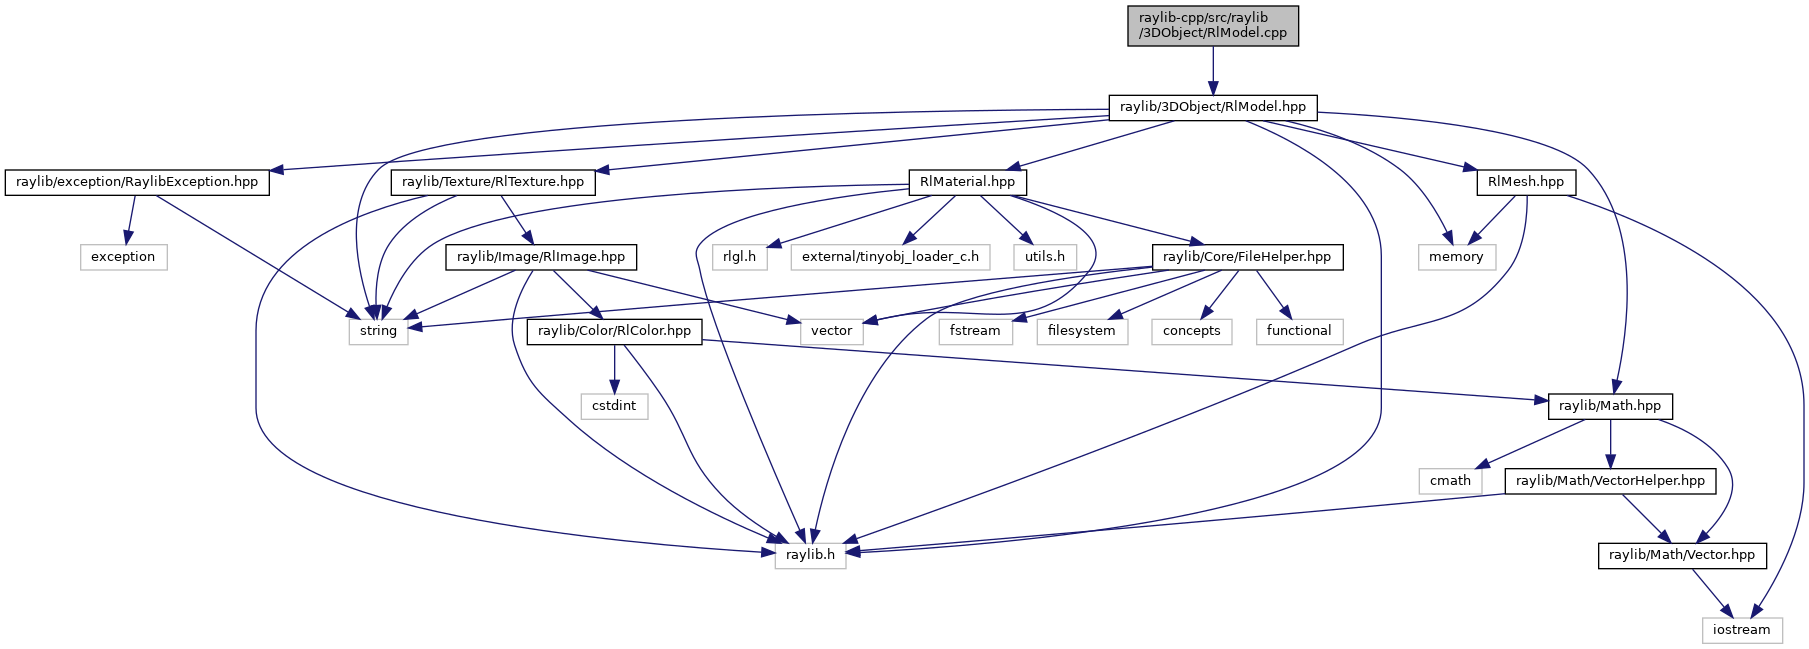 raylib-cpp/src/raylib
/3DObject/RlModel.cpp
raylib/3DObject/RlModel.hpp
raylib/exception/RaylibException.hpp
raylib/Texture/RlTexture.hpp
RlMaterial.hpp
RlMesh.hpp
exception
raylib/Image/RlImage.hpp
rlgl.h
external/tinyobj_loader_c.h
utils.h
raylib/Core/FileHelper.hpp
memory
string
raylib/Color/RlColor.hpp
vector
fstream
filesystem
concepts
functional
cstdint
raylib/Math.hpp
cmath
raylib/Math/VectorHelper.hpp
raylib.h
raylib/Math/Vector.hpp
iostream